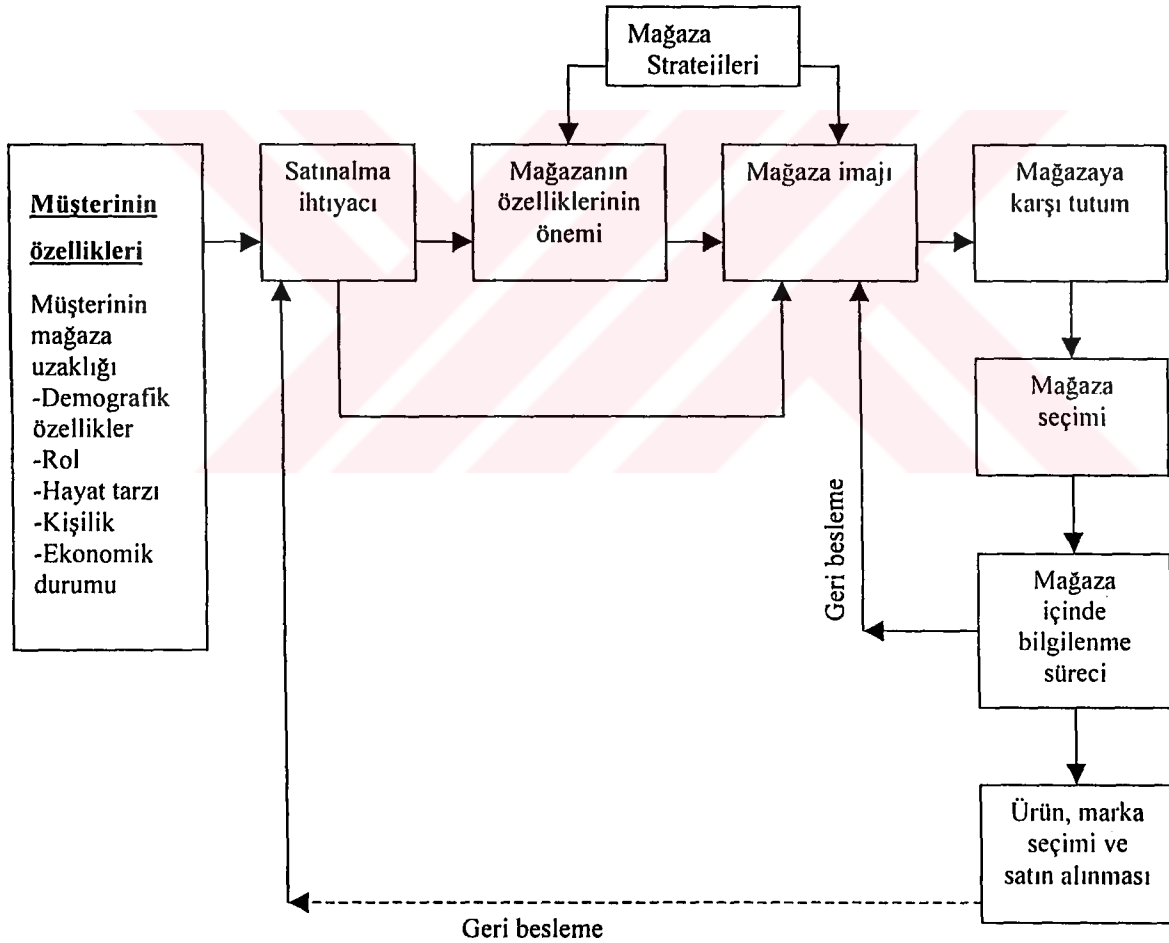 Mağaza
Strateiileri
Müşterinin
özellikleri
Müşterinin
mağaza
uzaklığı
-Demografik
özellikler
-Rol
-Hayat tarzı
-Kişilik
-Ekonomik
durumu
Satınalma
ihtıyacı
Mağazanın
özelliklerinin
önemi
Mağaza imajı
Mağazaya
karşı tutum
Mağaza
seçimi
Geri besleme
Mağaza
içinde
bilgilenme
süreci
Ürün, marka
seçimi ve
satın alınması
Geri besleme